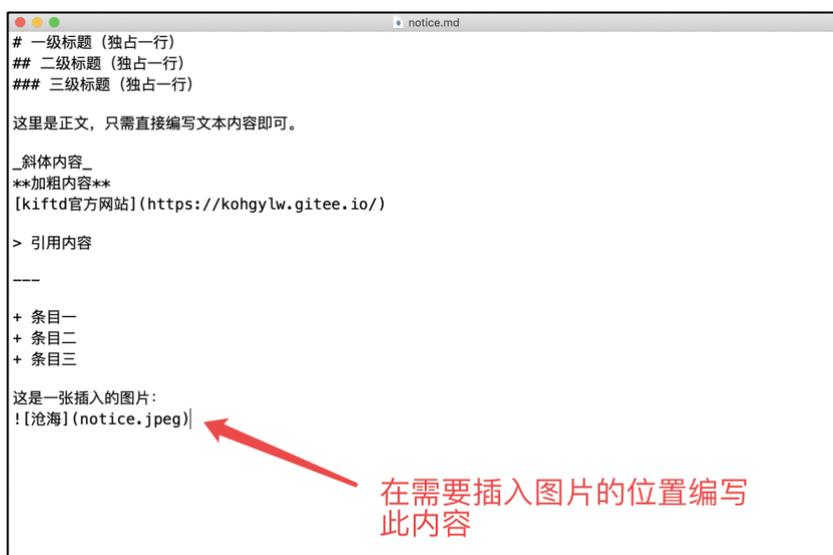 notice.md
# 一级标题（独占一行）
## 二级标题（独占一行）
### 三级标题（独占一行）
这里是正文，只需直接编写文本内容即可。
_斜体内容_
**加粗内容**
[kiftd官方网站](https://kohgylw.gitee.io/)
> 引用内容
---
+ 条目一
+ 条目二
+ 条目三
这是一张插入的图片：
![沧海](notice.jpeg)
在需要插入图片的位置编写
此内容